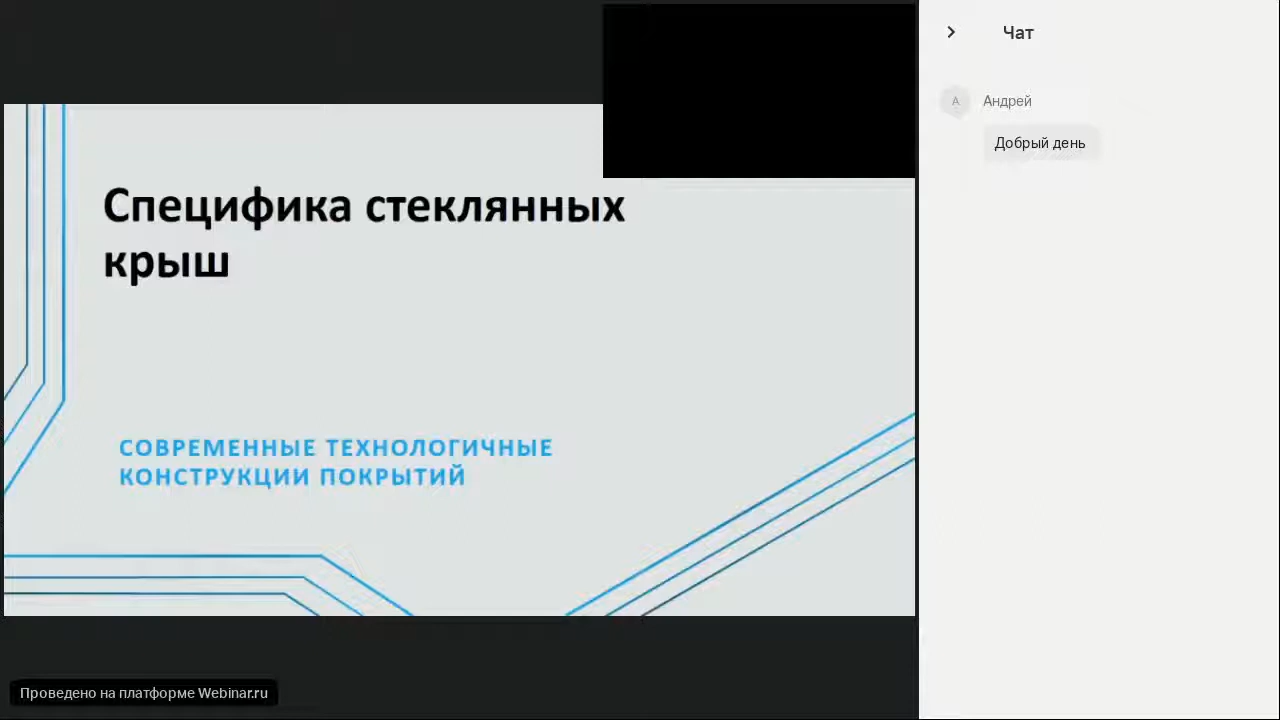 Специфика стеклянных
крыш
СОВРЕМЕННЫЕ ТЕХНОЛОГИЧНЫЕ
КОНСТРУКЦИИ ПОКРЫТИЙ
Проведено на платформе Webinar.ru
Чат
А
Андрей
Добрый день